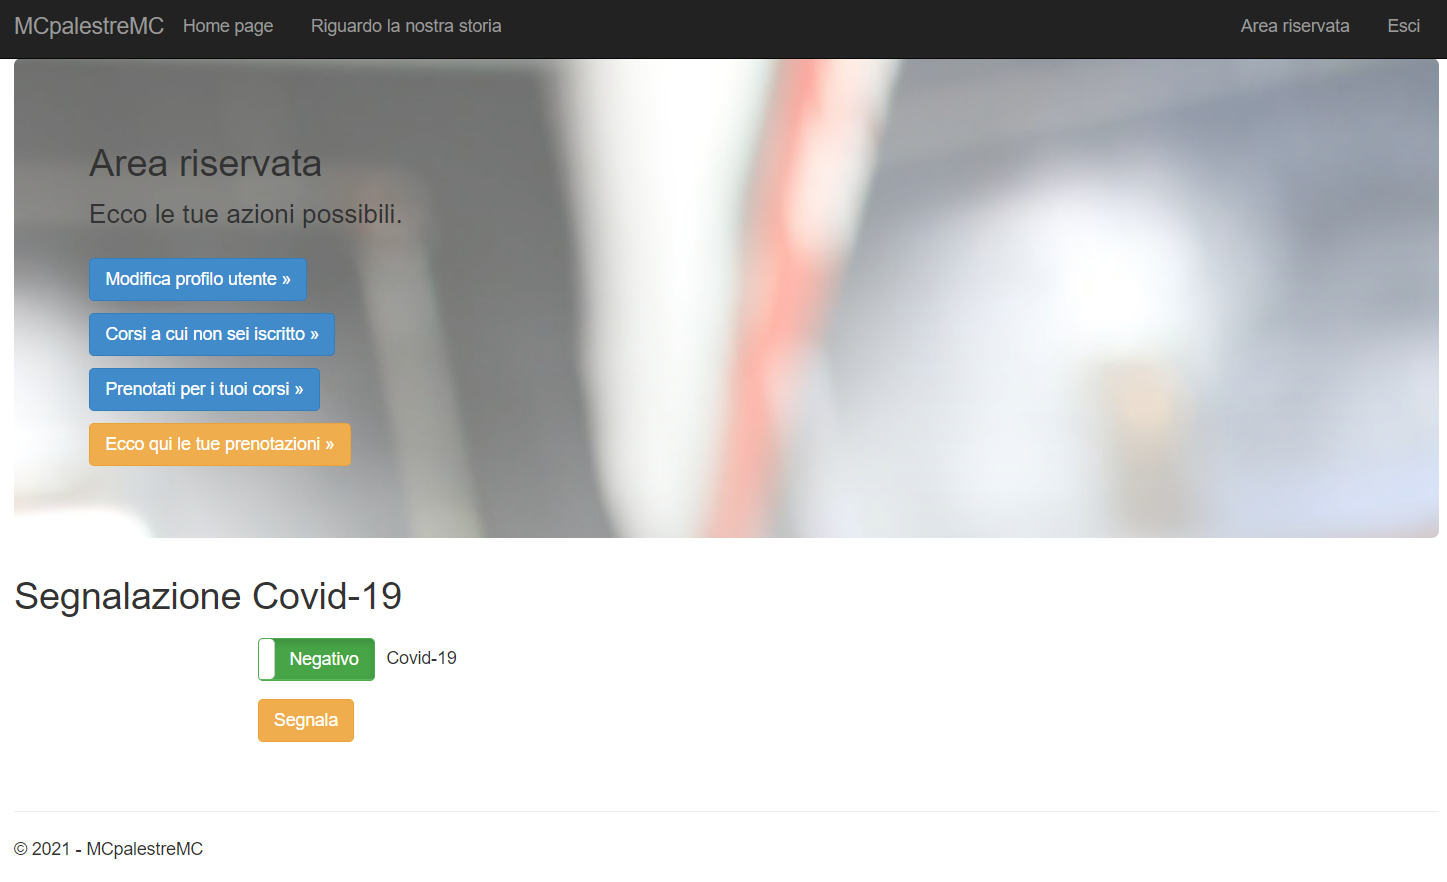 MCpalestreMC Home page Riguardo la nostra storia Area riservata Esci
Area riservata
Ecco le tue azioni possibili.
Modifica profilo utente »
Corsi a cui non sei iscritto »
Prenotati per i tuoi corsi »
Ecco qui le tue prenotazioni »
Segnalazione Covid-19
Negativo Covid-19
Segnala
© 2021 - MCpalestreMC